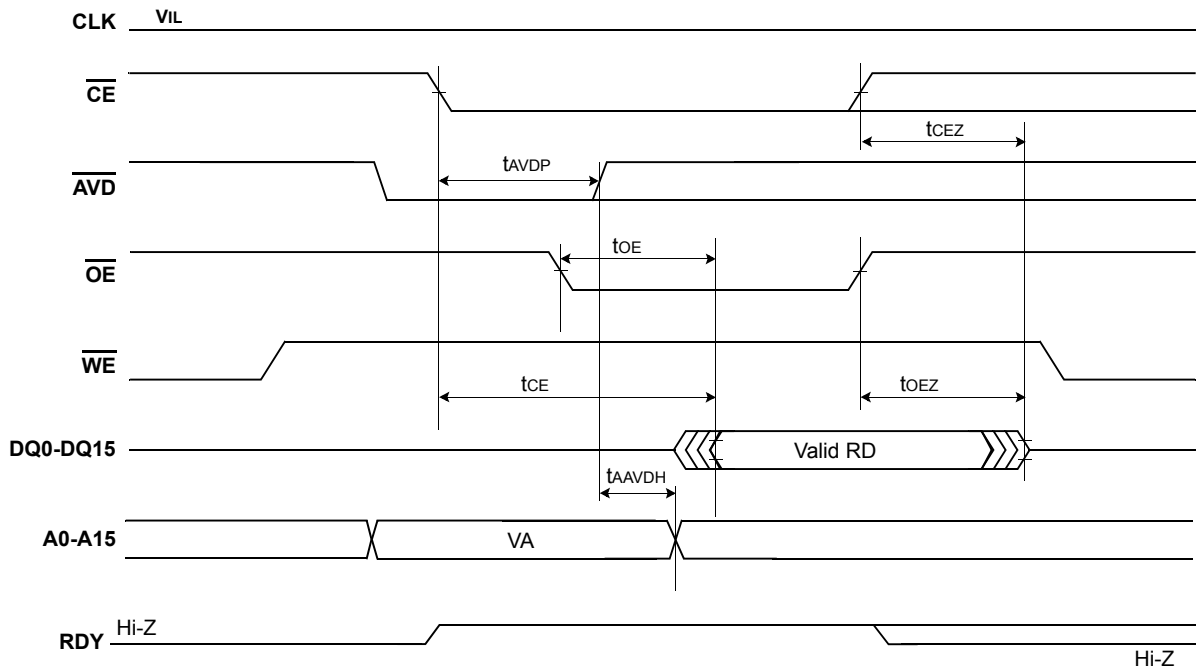 CLK VIL
CE
tCEZ
AVD tAVDP
OE tOE
WE
tCE tOEZ
DQ0-DQ15 Valid RD
tAAVDH
A0-A15 VA
RDY Hi-Z
Hi-Z